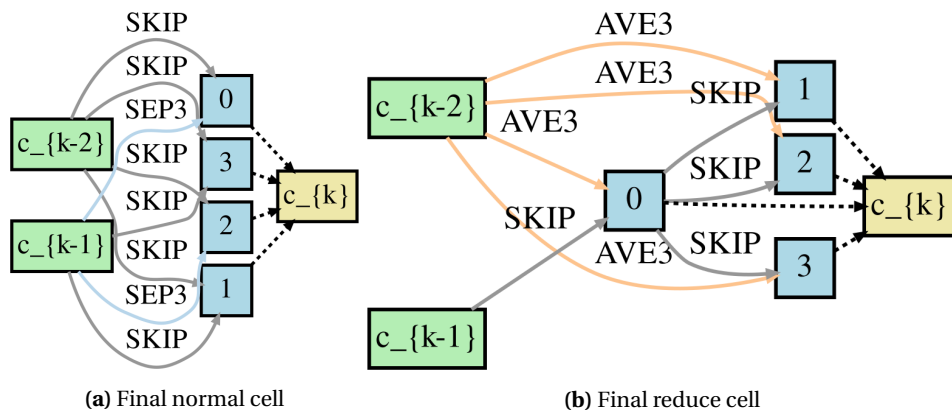 SKIP
SKIP
SEP3
SKIP
SKIP
SKIP
SEP3
SKIP
c_{k-2}
c_{k-1}
0
3
2
1
c_{k}
(a) Final normal cell
AVE3
AVE3
SKIP
AVE3
SKIP
SKIP
AVE3
SKIP
c_{k-2}
c_{k-1}
0
1
2
3
c_{k}
(b) Final reduce cell